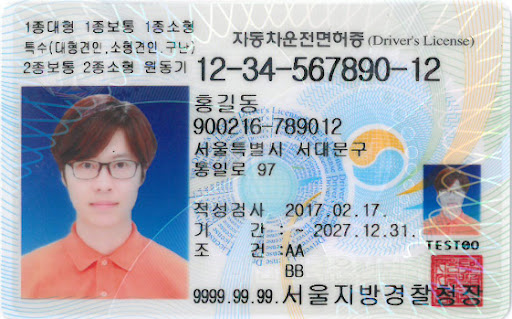 1종대형 1종보통 1종소형
특수(대형견인,소형견인.구난)
2종보통 2종소형 원동기
자동차운전면허증 (Driver's License)
12-34-567890-12
홍길동
900216-789012
서울특별시 서대문구
통일로 97
적성검사 2017.02.17.
기 간 : ~ 2027.12.31.
조 건 :AA
BB
TEST00
9999.99.99. 서울지방경찰청장